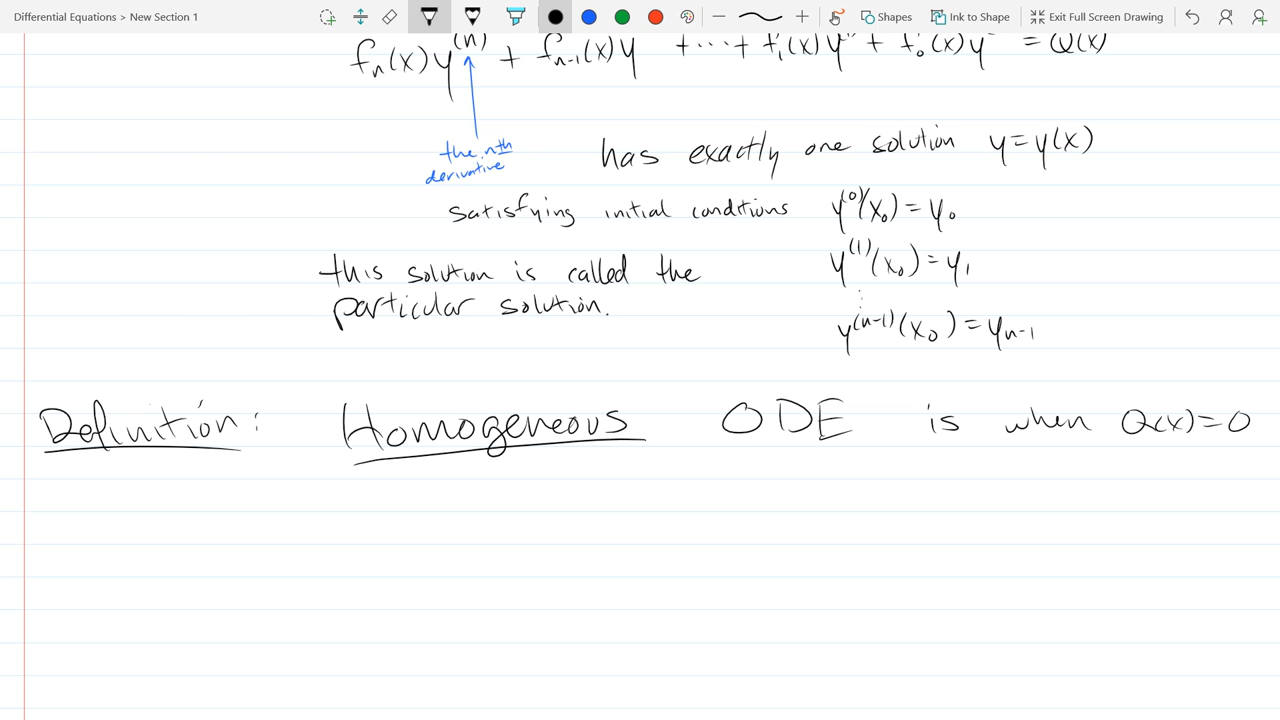 Differential Equations > New Section 1
Shapes
Ink to Shape
Exit Full Screen Drawing
fₙ(x)y⁽ⁿ⁾ + fₙ₋₁(x)y + ⋯ + f₁(x)y + f₀(x)y = Q(x)
the nth
derivative
has exactly one solution y = y(x)
satisfying initial conditions y⁽⁰⁾(x₀) = y₀
y⁽¹⁾(x₀) = y₁
⋮
this solution is called the
particular solution.
y⁽ⁿ⁻¹⁾(x₀) = yₙ₋₁
Definition: Homogeneous ODE is when Q(x)=0